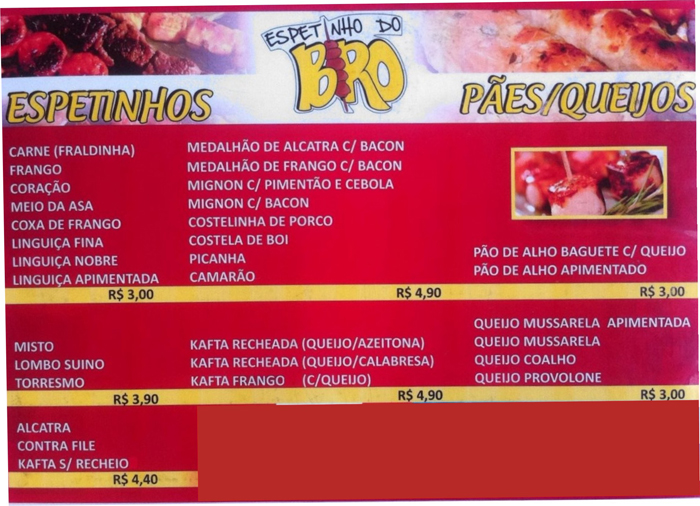 ESPETINHO DO
BIRO
ESPETINHOS
PÃES/QUEIJOS
CARNE (FRALDINHA)
FRANGO
CORAÇÃO
MEIO DA ASA
COXA DE FRANGO
LINGUIÇA FINA
LINGUIÇA NOBRE
LINGUIÇA APIMENTADA
R$ 3,00
MEDALHÃO DE ALCATRA C/ BACON
MEDALHÃO DE FRANGO C/ BACON
MIGNON C/ PIMENTÃO E CEBOLA
MIGNON C/ BACON
COSTELINHA DE PORCO
COSTELA DE BOI
PICANHA
CAMARÃO
R$ 4,90
PÃO DE ALHO BAGUETE C/ QUEIJO
PÃO DE ALHO APIMENTADO
R$ 3,00
MISTO
LOMBO SUINO
TORRESMO
R$ 3,90
KAFTA RECHEADA (QUEIJO/AZEITONA)
KAFTA RECHEADA (QUEIJO/CALABRESA)
KAFTA FRANGO (C/QUEIJO)
R$ 4,90
QUEIJO MUSSARELA APIMENTADA
QUEIJO MUSSARELA
QUEIJO COALHO
QUEIJO PROVOLONE
R$ 3,00
ALCATRA
CONTRA FILE
KAFTA S/ RECHEIO
R$ 4,40